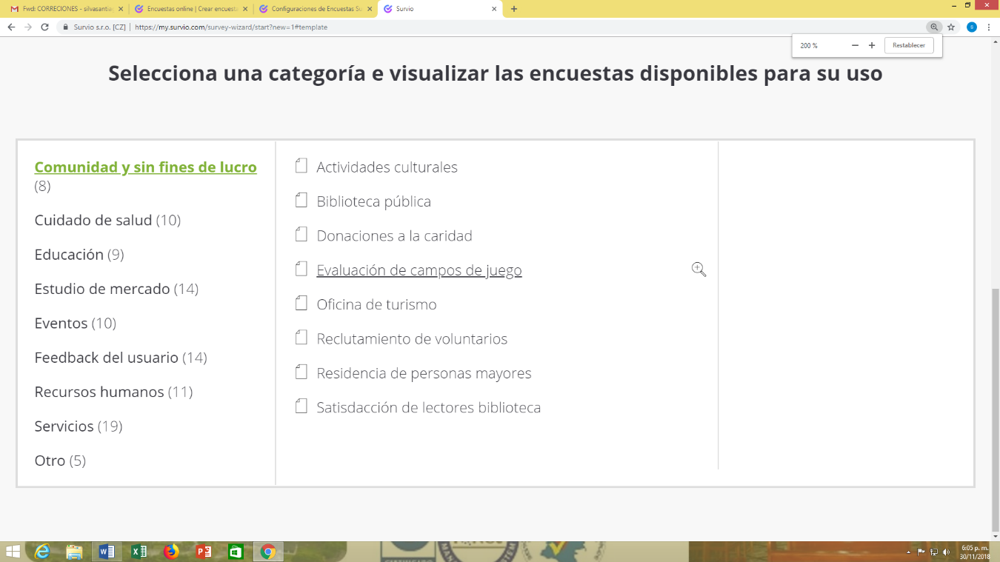 Fwd: CORRECIONES - silvasantia
Encuestas online | Crear encuesta
Configuraciones de Encuestas Su
Survio
Survio s.r.o. [CZ] | https://my.survio.com/survey-wizard/start?new=1#template
8
200 %
Restablecer
Selecciona una categoría e visualizar las encuestas disponibles para su uso
Comunidad y sin fines de lucro
(8)
Cuidado de salud (10)
Educación (9)
Estudio de mercado (14)
Eventos (10)
Feedback del usuario (14)
Recursos humanos (11)
Servicios (19)
Otro (5)
Actividades culturales
Biblioteca pública
Donaciones a la caridad
Evaluación de campos de juego
Oficina de turismo
Reclutamiento de voluntarios
Residencia de personas mayores
Satisdacción de lectores biblioteca
6:05 p. m.
30/11/2018